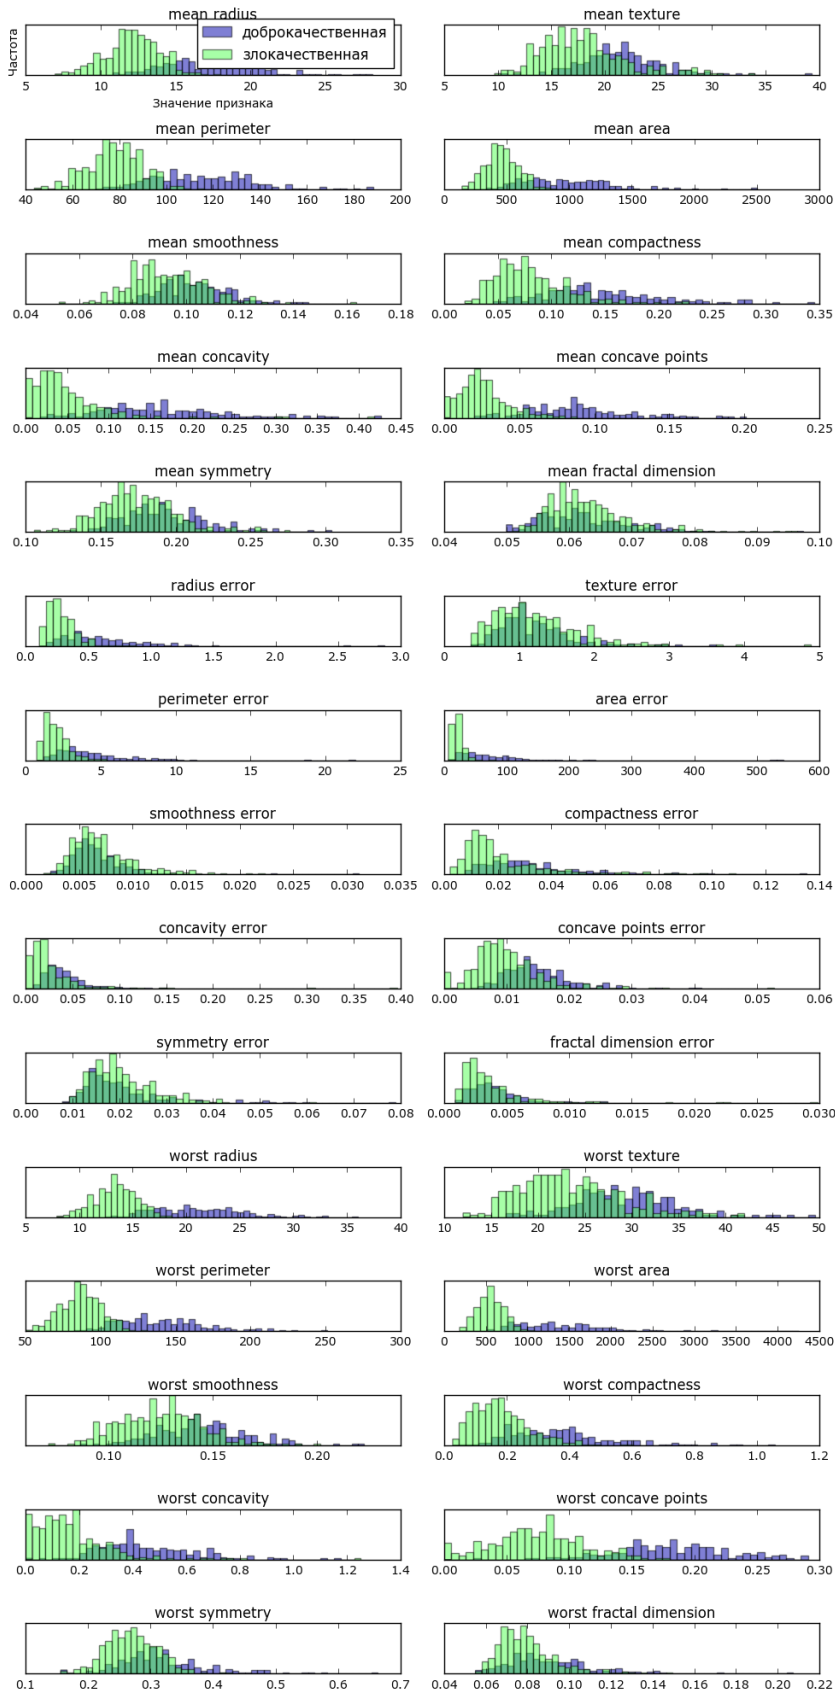 mean radius
mean texture
доброкачественная
злокачественная
Частота
5 10 15 20 25 30
5 10 15 20 25 30 35 40
Значение признака
mean perimeter
mean area
40 60 80 100 120 140 160 180 200
0 500 1000 1500 2000 2500 3000
mean smoothness
mean compactness
0.04 0.06 0.08 0.10 0.12 0.14 0.16 0.18
0.00 0.05 0.10 0.15 0.20 0.25 0.30 0.35
mean concavity
mean concave points
0.00 0.05 0.10 0.15 0.20 0.25 0.30 0.35 0.40 0.45
0.00 0.05 0.10 0.15 0.20 0.25
mean symmetry
mean fractal dimension
0.10 0.15 0.20 0.25 0.30 0.35
0.04 0.05 0.06 0.07 0.08 0.09 0.10
radius error
texture error
0.0 0.5 1.0 1.5 2.0 2.5 3.0
0 1 2 3 4 5
perimeter error
area error
0 5 10 15 20 25
0 100 200 300 400 500 600
smoothness error
compactness error
0.000 0.005 0.010 0.015 0.020 0.025 0.030 0.035
0.00 0.02 0.04 0.06 0.08 0.10 0.12 0.14
concavity error
concave points error
0.00 0.05 0.10 0.15 0.20 0.25 0.30 0.35 0.40
0.00 0.01 0.02 0.03 0.04 0.05 0.06
symmetry error
fractal dimension error
0.00 0.01 0.02 0.03 0.04 0.05 0.06 0.07 0.08
0.000 0.005 0.010 0.015 0.020 0.025 0.030
worst radius
worst texture
5 10 15 20 25 30 35 40
10 15 20 25 30 35 40 45 50
worst perimeter
worst area
50 100 150 200 250 300
0 500 1000 1500 2000 2500 3000 3500 4000 4500
worst smoothness
worst compactness
0.10 0.15 0.20
0.0 0.2 0.4 0.6 0.8 1.0 1.2
worst concavity
worst concave points
0.0 0.2 0.4 0.6 0.8 1.0 1.2 1.4
0.00 0.05 0.10 0.15 0.20 0.25 0.30
worst symmetry
worst fractal dimension
0.1 0.2 0.3 0.4 0.5 0.6 0.7
0.04 0.06 0.08 0.10 0.12 0.14 0.16 0.18 0.20 0.22